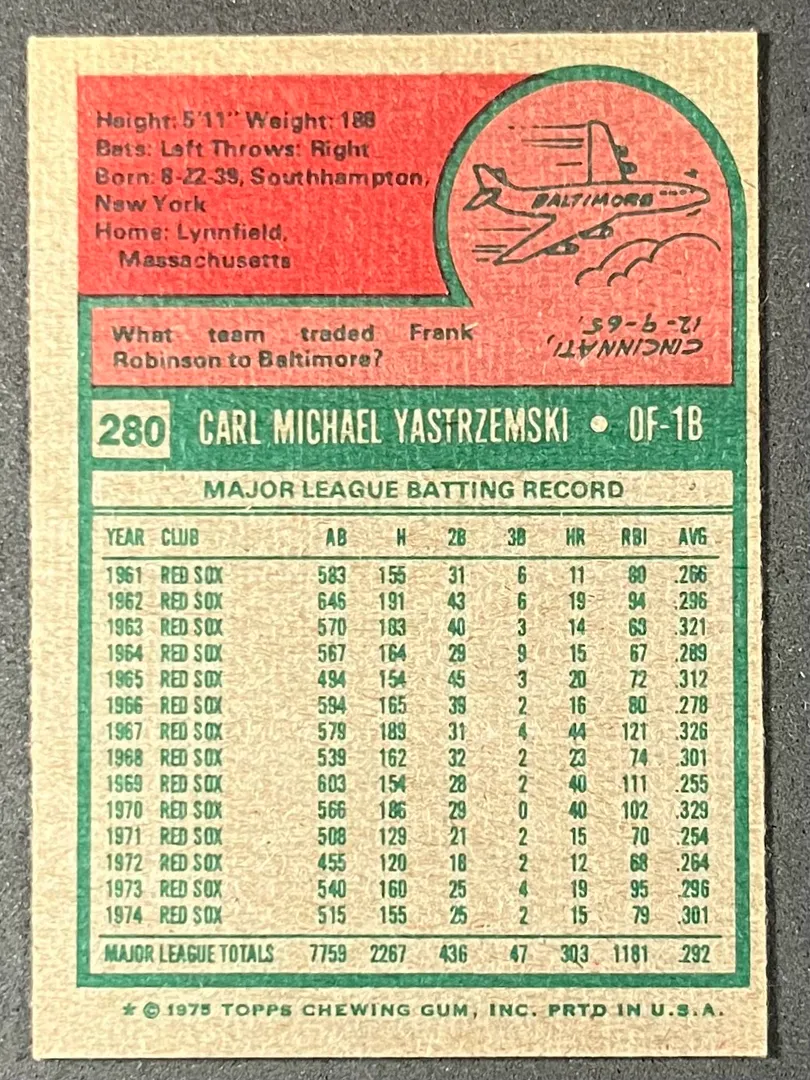 Height: 5'11" Weight: 188
Bats: Left Throws: Right
Born: 8-22-39, Southhampton,
New York
Home: Lynnfield,
Massachusetts
BALTIMORE
What team traded Frank
Robinson to Baltimore?
CINCINNATI,
12-9-65.
280 CARL MICHAEL YASTRZEMSKI • OF-1B
MAJOR LEAGUE BATTING RECORD
YEAR CLUB AB H 2B 3B HR RBI AVG
1961 RED SOX 583 155 31 6 11 80 .266
1962 RED SOX 646 191 43 6 19 94 .296
1963 RED SOX 570 183 40 3 14 68 .321
1964 RED SOX 567 164 29 9 15 67 .289
1965 RED SOX 494 154 45 3 20 72 .312
1966 RED SOX 594 165 39 2 16 80 .278
1967 RED SOX 579 189 31 4 44 121 .326
1968 RED SOX 539 162 32 2 23 74 .301
1969 RED SOX 603 154 28 2 40 111 .255
1970 RED SOX 566 186 29 0 40 102 .329
1971 RED SOX 508 129 21 2 15 70 .254
1972 RED SOX 455 120 18 2 12 68 .264
1973 RED SOX 540 160 25 4 19 95 .296
1974 RED SOX 515 155 25 2 15 79 .301
MAJOR LEAGUE TOTALS 7759 2267 436 47 303 1181 .292
* © 1975 TOPPS CHEWING GUM, INC. PRTD IN U.S.A.